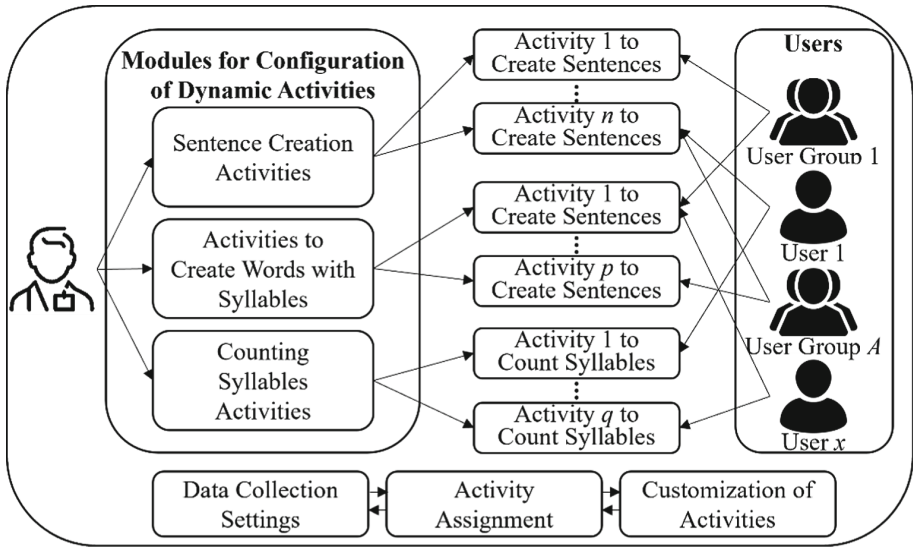 Modules for Configuration
of Dynamic Activities
Sentence Creation
Activities
Activities to
Create Words with
Syllables
Counting
Syllables
Activities
Activity 1 to
Create Sentences
Activity n to
Create Sentences
Activity 1 to
Create Sentences
Activity p to
Create Sentences
Activity 1 to
Count Syllables
Activity q to
Count Syllables
Users
User Group 1
User 1
User Group A
User x
Data Collection
Settings
Activity
Assignment
Customization of
Activities